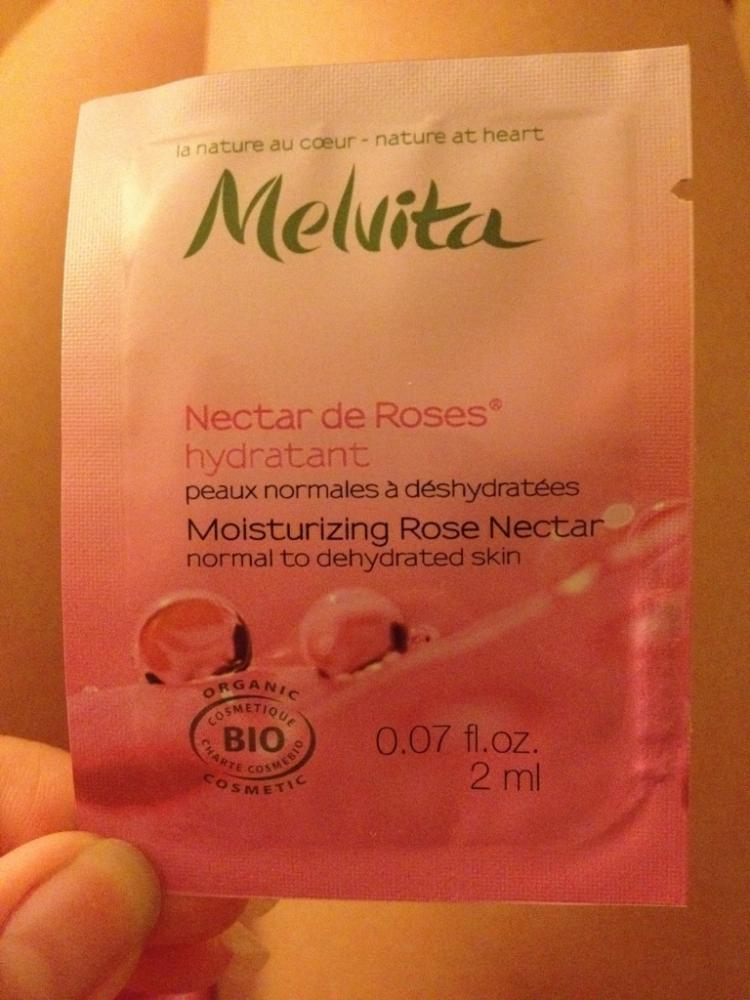 la nature au cœur - nature at heart
Melvita
Nectar de Roses®
hydratant
peaux normales à déshydratées
Moisturizing Rose Nectar
normal to dehydrated skin
ORGANIC
COSMETIQUE
BIO
CHARTE COSMEBIO
COSMETIC
0.07 fl.oz.
2 ml